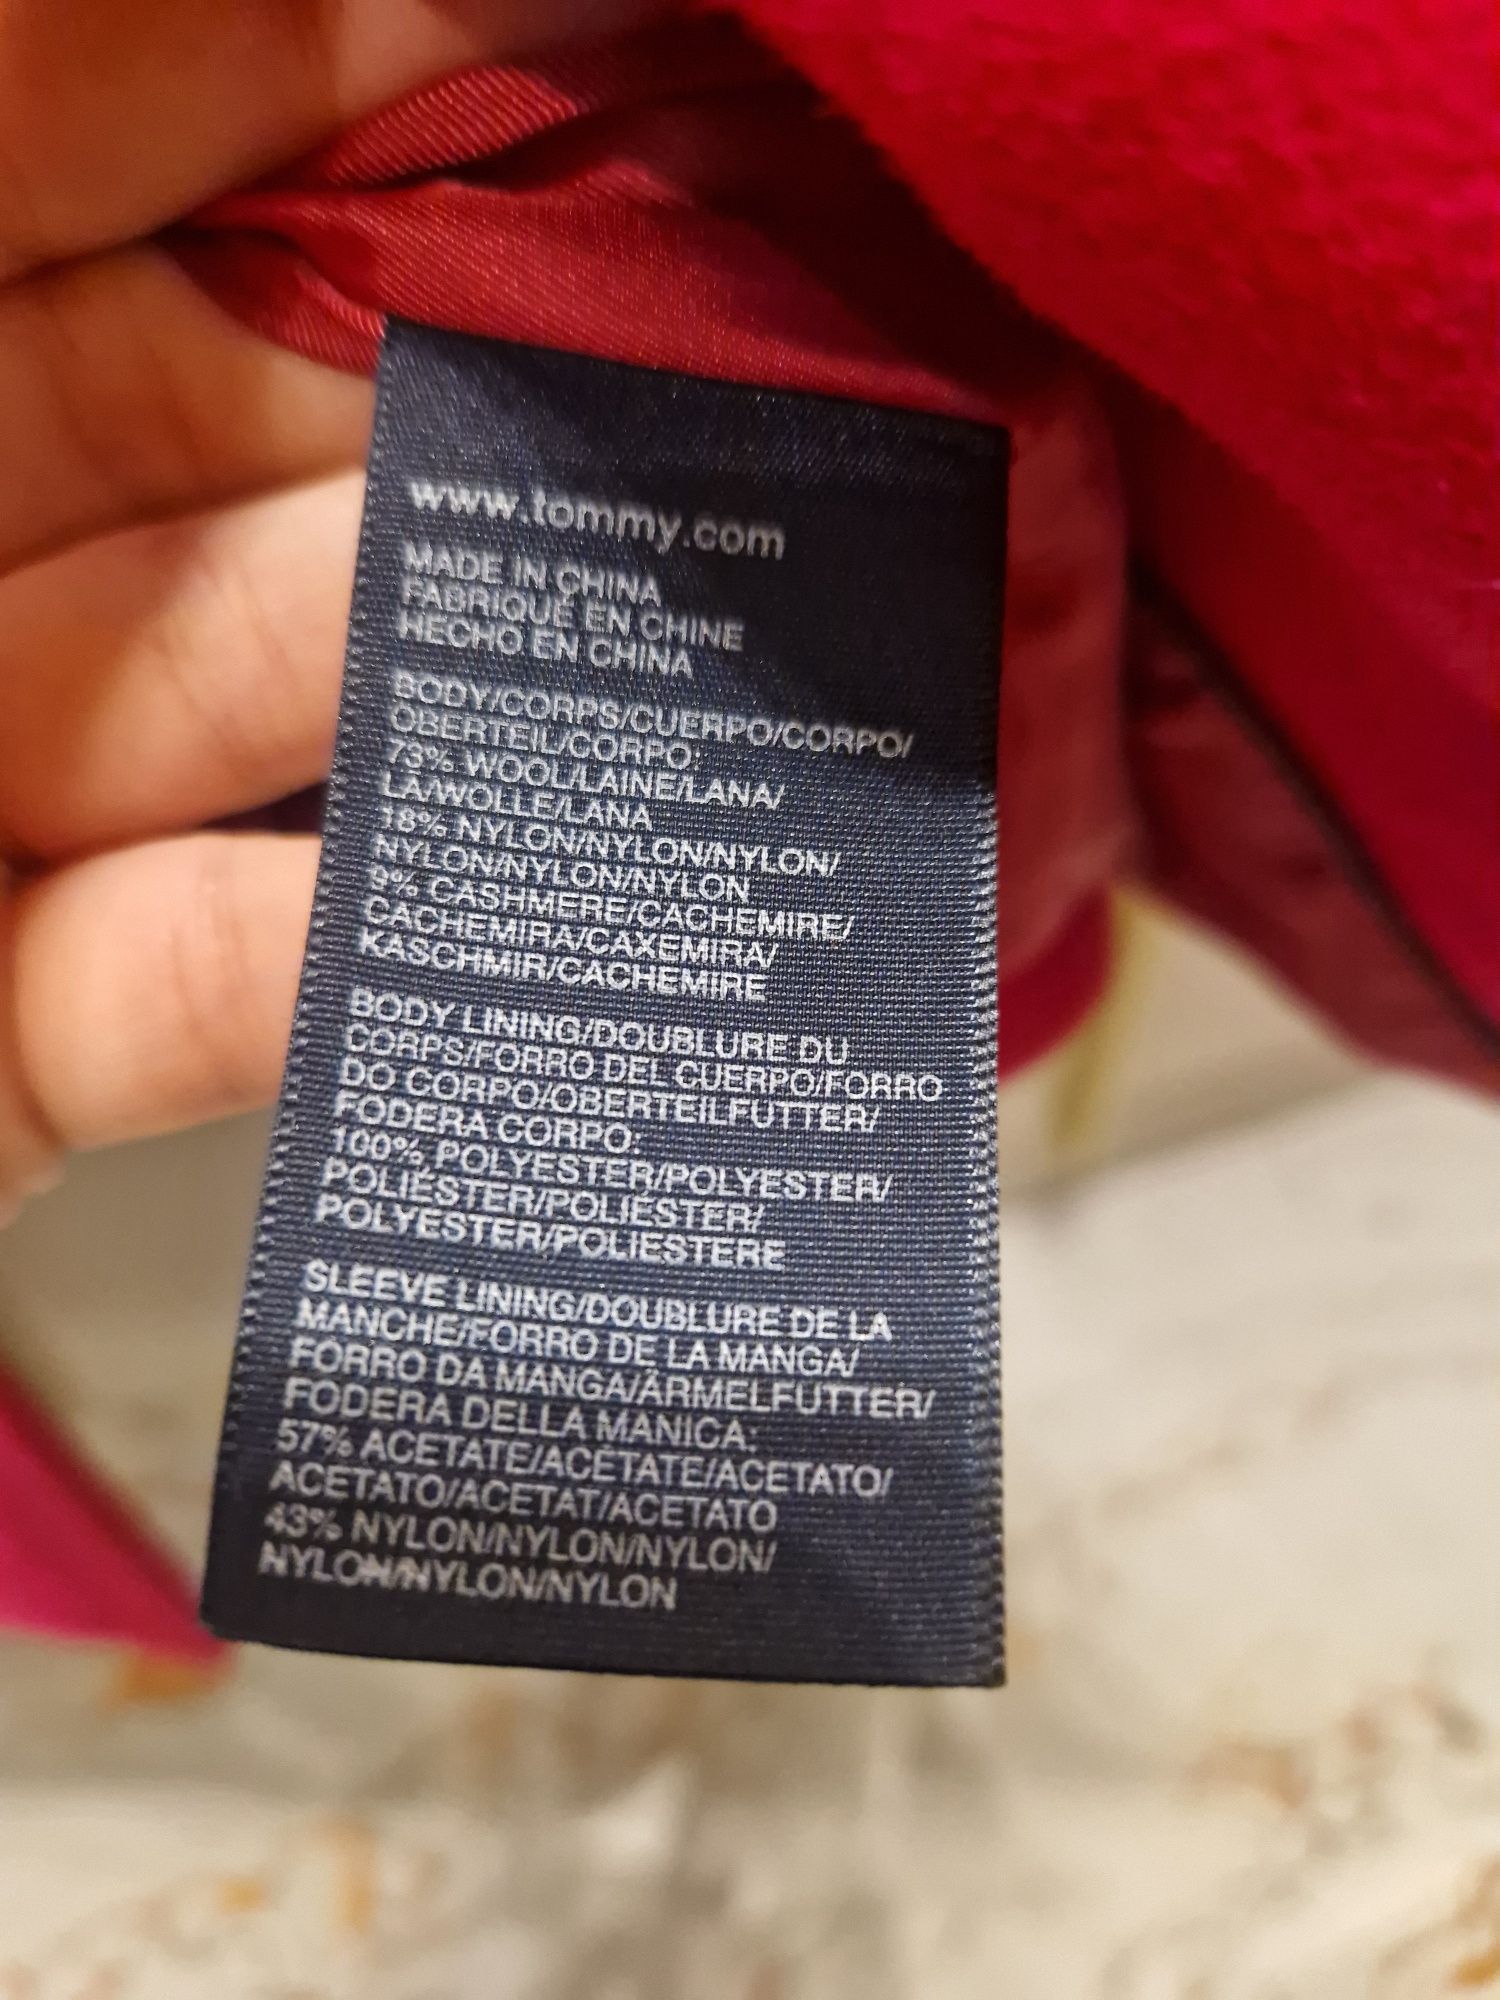 www.tommy.com
MADE IN CHINA
FABRIQUÉ EN CHINE
HECHO EN CHINA
BODY/CORPS/CUERPO/CORPO/
OBERTEIL/CORPO:
73% WOOL/LAINE/LANA/
LÃ/WOLLE/LANA
18% NYLON/NYLON/NYLON/
NYLON/NYLON/NYLON
9% CASHMERE/CACHEMIRE/
CACHEMIRA/CAXEMIRA/
KASCHMIR/CACHEMIRE
BODY LINING/DOUBLURE DU
CORPS/FORRO DEL CUERPO/FORRO
DO CORPO/OBERTEILFUTTER/
FODERA CORPO:
100% POLYESTER/POLYESTER/
POLIÉSTER/POLIÉSTER/
POLYESTER/POLIESTERE
SLEEVE LINING/DOUBLURE DE LA
MANCHE/FORRO DE LA MANGA/
FORRO DA MANGA/ÄRMELFUTTER/
FODERA DELLA MANICA:
57% ACETATE/ACÉTATE/ACETATO/
ACETATO/ACETAT/ACETATO
43% NYLON/NYLON/NYLON/
NYLON/NYLON/NYLON